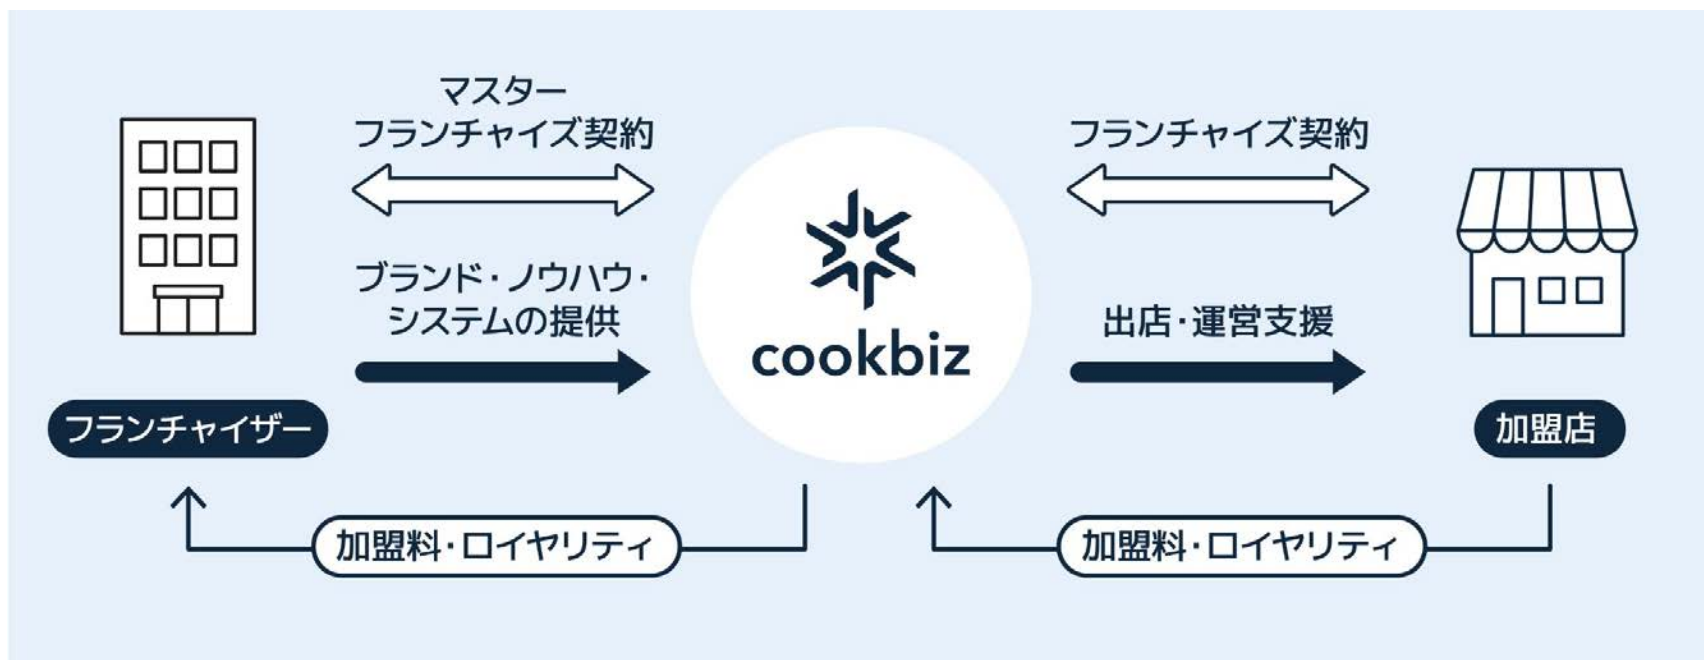 マスター
フランチャイズ契約
フランチャイズ契約
ブランド・ノウハウ・
システムの提供
cookbiz
出店・運営支援
フランチャイザー
加盟店
加盟料・ロイヤリティ
加盟料・ロイヤリティ